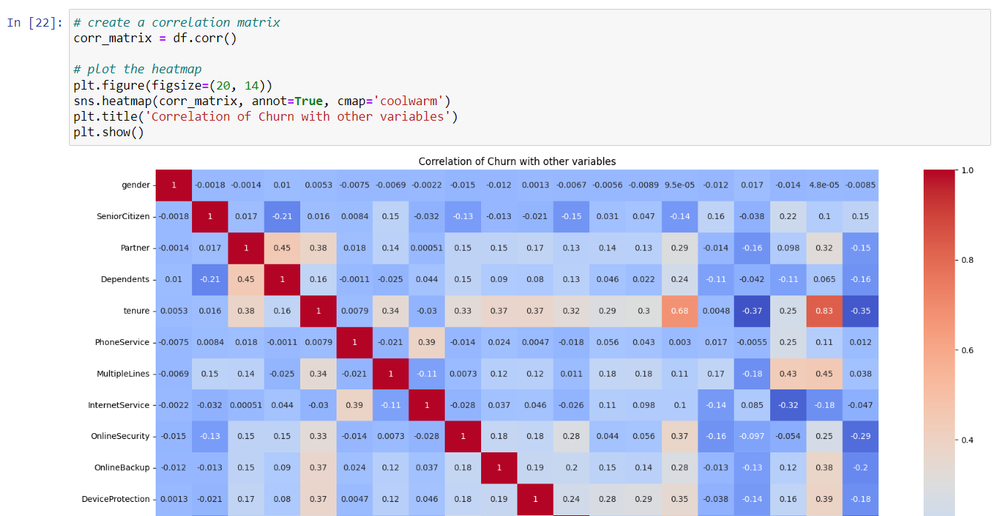 In [22]:
# create a correlation matrix
corr_matrix = df.corr()
# plot the heatmap
plt.figure(figsize=(20, 14))
sns.heatmap(corr_matrix, annot=True, cmap='coolwarm')
plt.title('Correlation of Churn with other variables')
plt.show()
Correlation of Churn with other variables
gender 1 -0.0018 -0.0014 0.01 0.0053 -0.0075 -0.0069 -0.0022 -0.015 -0.012 0.0013 -0.0067 -0.0056 -0.0089 9.5e-05 -0.012 0.017 -0.014 4.8e-05 -0.0085
SeniorCitizen -0.0018 1 0.017 -0.21 0.016 0.0084 0.15 -0.032 -0.13 -0.013 -0.021 -0.15 0.031 0.047 -0.14 0.16 -0.038 0.22 0.1 0.15
Partner -0.0014 0.017 1 0.45 0.38 0.018 0.14 0.00051 0.15 0.15 0.17 0.13 0.14 0.13 0.29 -0.014 -0.16 0.098 0.32 -0.15
Dependents 0.01 -0.21 0.45 1 0.16 -0.0011 -0.025 0.044 0.15 0.09 0.08 0.13 0.046 0.022 0.24 -0.11 -0.042 -0.11 0.065 -0.16
tenure 0.0053 0.016 0.38 0.16 1 0.0079 0.34 -0.03 0.33 0.37 0.37 0.32 0.29 0.3 0.68 0.0048 -0.37 0.25 0.83 -0.35
PhoneService -0.0075 0.0084 0.018 -0.0011 0.0079 1 -0.021 0.39 -0.014 0.024 0.0047 -0.018 0.056 0.043 0.003 0.017 -0.0055 0.25 0.11 0.012
MultipleLines -0.0069 0.15 0.14 -0.025 0.34 -0.021 1 -0.11 0.0073 0.12 0.12 0.011 0.18 0.18 0.11 0.17 -0.18 0.43 0.45 0.038
InternetService -0.0022 -0.032 0.00051 0.044 -0.03 0.39 -0.11 1 -0.028 0.037 0.046 -0.026 0.11 0.098 0.1 -0.14 0.085 -0.32 -0.18 -0.047
OnlineSecurity -0.015 -0.13 0.15 0.15 0.33 -0.014 0.0073 -0.028 1 0.18 0.18 0.28 0.044 0.056 0.37 -0.16 -0.097 -0.054 0.25 -0.29
OnlineBackup -0.012 -0.013 0.15 0.09 0.37 0.024 0.12 0.037 0.18 1 0.19 0.2 0.15 0.14 0.28 -0.013 -0.13 0.12 0.38 -0.2
DeviceProtection 0.0013 -0.021 0.17 0.08 0.37 0.0047 0.12 0.046 0.18 0.19 1 0.24 0.28 0.29 0.35 -0.038 -0.14 0.16 0.39 -0.18
1.0
0.8
0.6
0.4